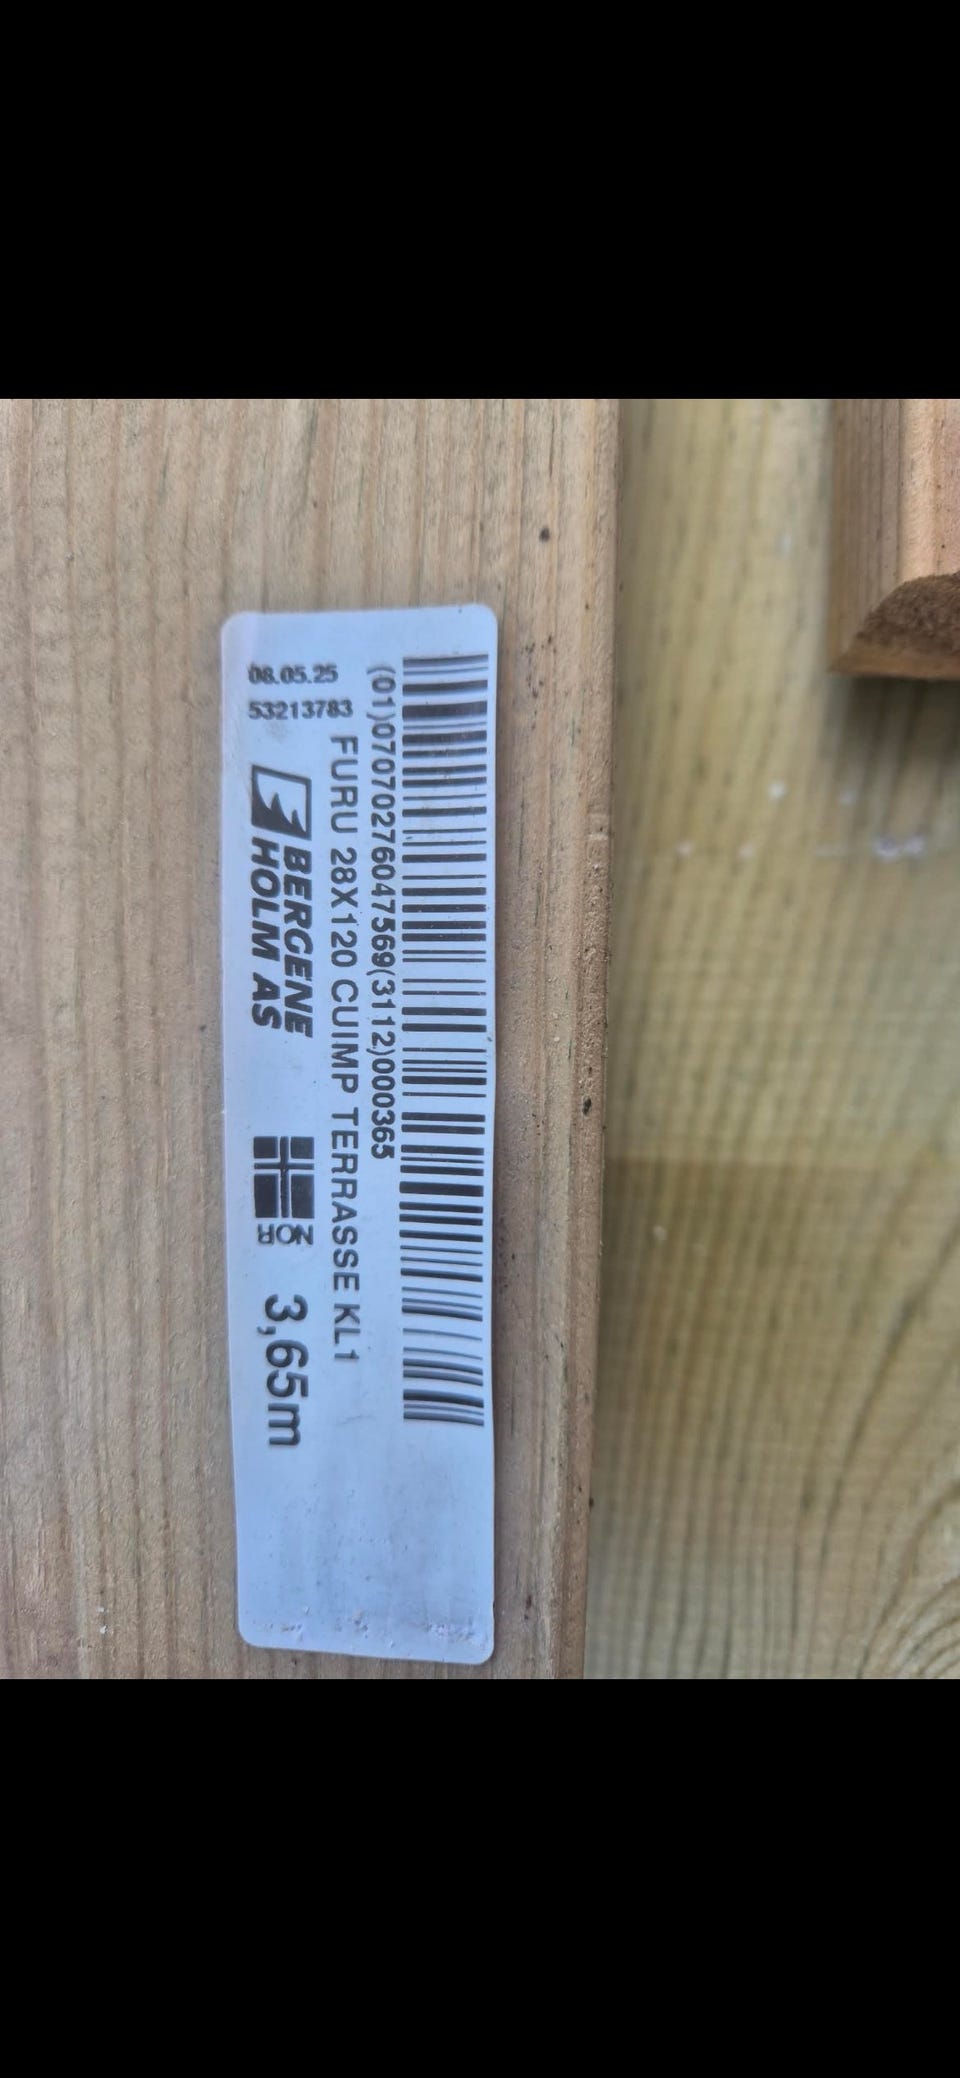 (01)07070276047569(3112)000365
08.05.25
53213783
FURU 28X120 CUIMP TERRASSE KL1
BERGENE
HOLM AS
3,65m